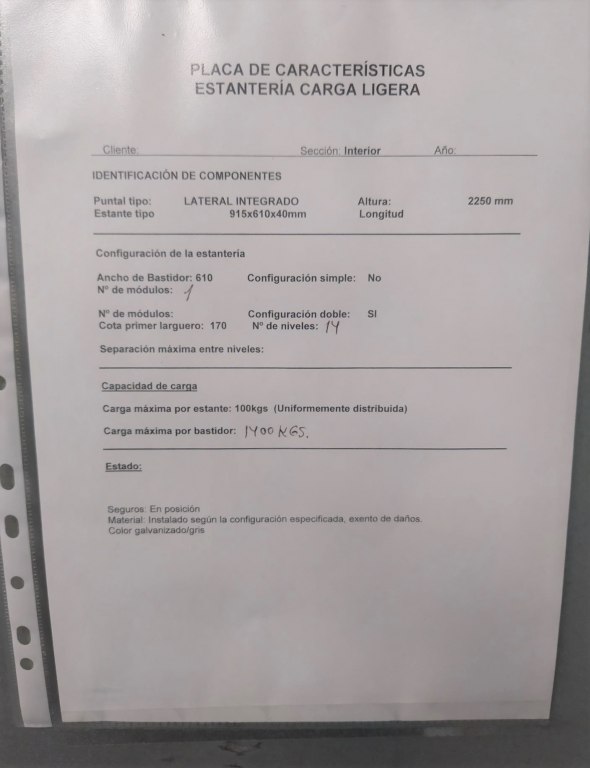 PLACA DE CARACTERÍSTICAS
ESTANTERÍA CARGA LIGERA
Cliente: Sección: Interior Año:
IDENTIFICACIÓN DE COMPONENTES
Puntal tipo: LATERAL INTEGRADO Altura: 2250 mm
Estante tipo 915x610x40mm Longitud
Configuración de la estantería
Ancho de Bastidor: 610 Configuración simple: No
Nº de módulos: 1
Nº de módulos: Configuración doble: SI
Cota primer larguero: 170 Nº de niveles: 14
Separación máxima entre niveles:
Capacidad de carga
Carga máxima por estante: 100kgs (Uniformemente distribuida)
Carga máxima por bastidor: 1400 KGS.
Estado:
Seguros: En posición
Material: Instalado según la configuración especificada, exento de daños.
Color galvanizado/gris